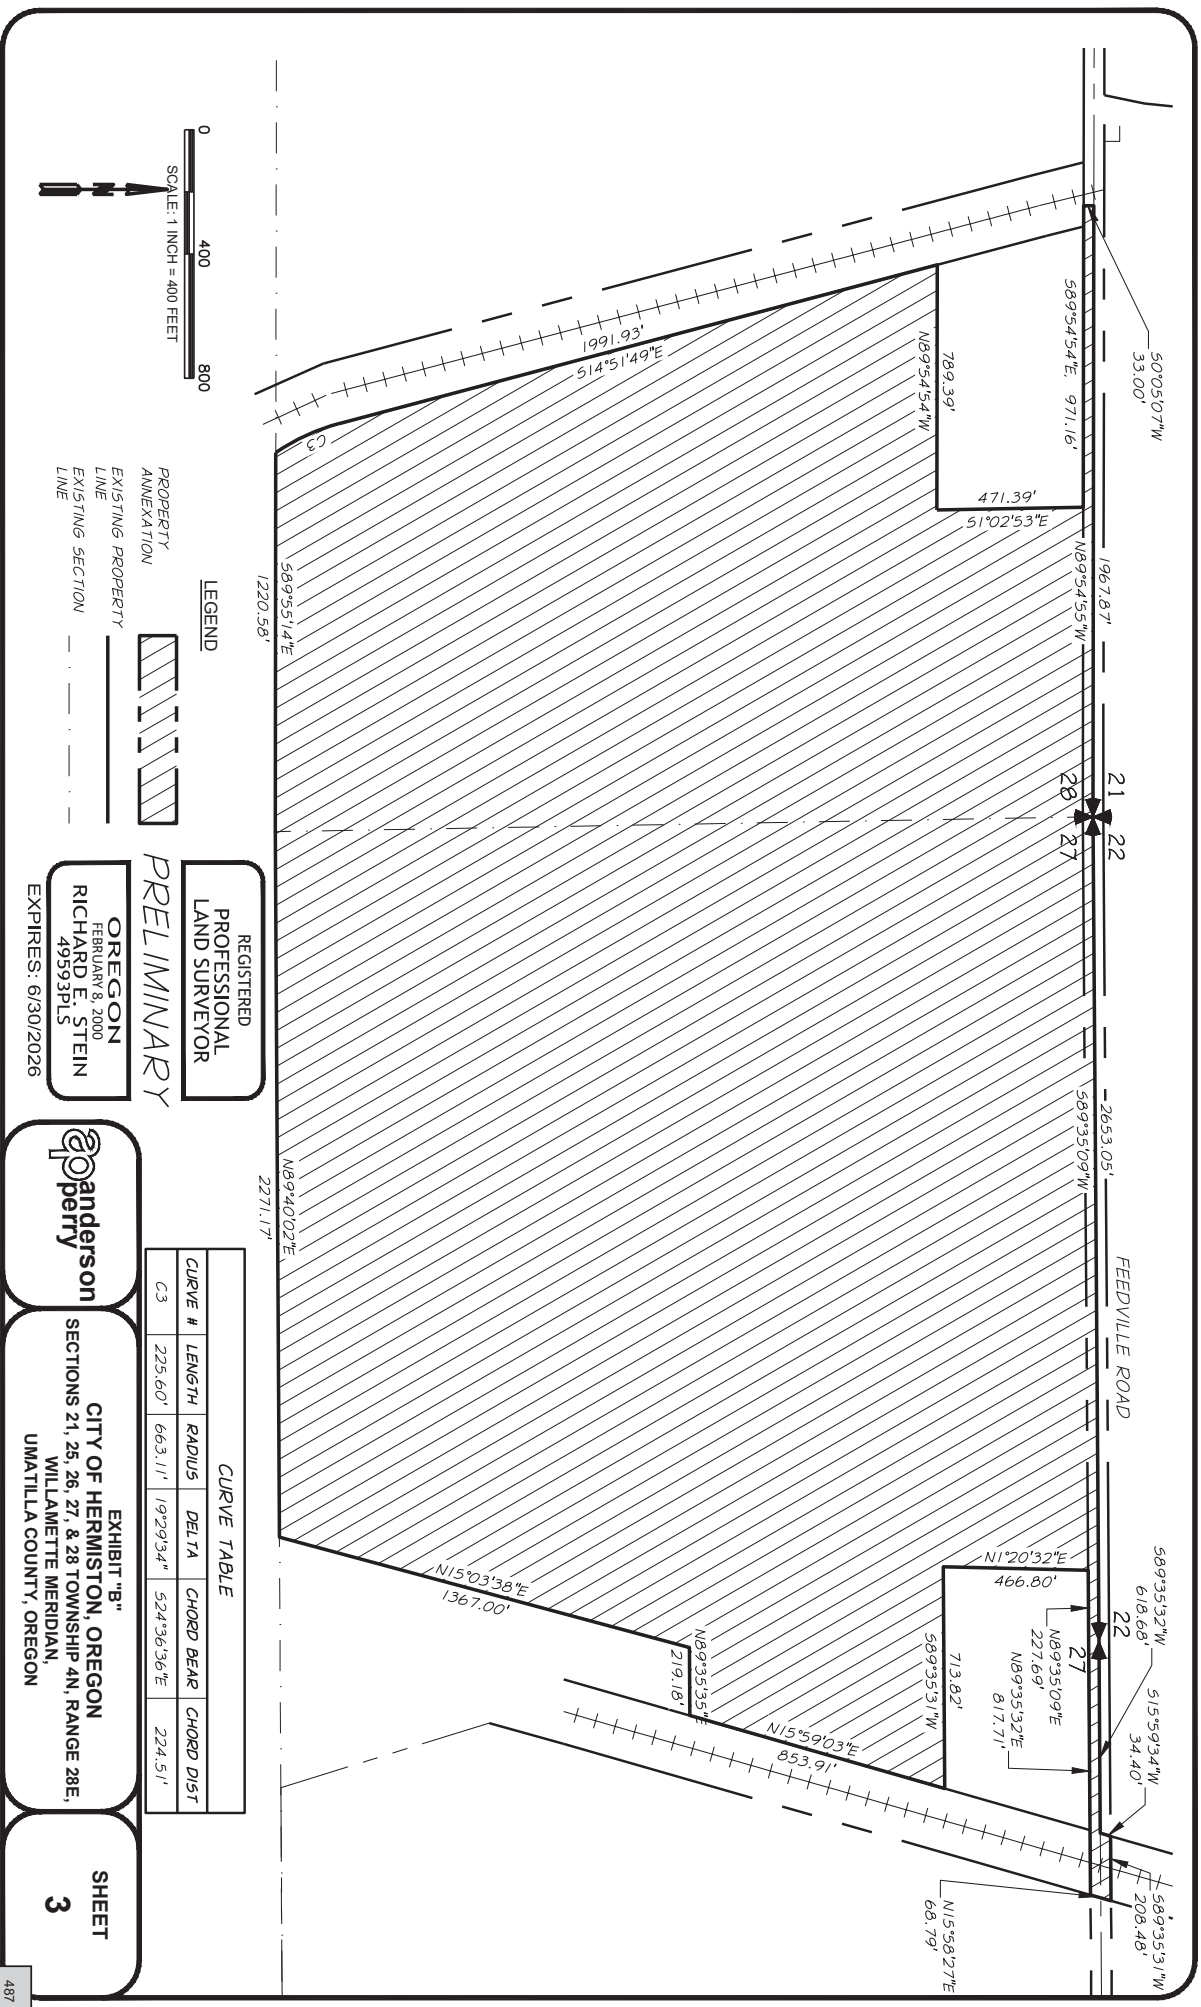 S0°05'07"W
33.00'
S89°54'54"E 971.16'
789.39'
N89°54'54"W
471.39'
S1°02'53"E
1991.93'
S14°51'49"E
C3
1967.87'
N89°54'55"W
21
22
28
27
2653.05'
S89°35'09"W
FEEDVILLE ROAD
S89°35'32"W
618.68'
22
27
S15°59'34"W
34.40'
S89°35'31"W
208.48'
N1°20'32"E
466.80'
N89°35'09"E
227.69'
N89°35'32"E
817.71'
713.82'
S89°35'31"W
N15°58'27"E
68.79'
N15°59'03"E
853.91'
N89°35'35"E
219.18'
N15°03'38"E
1367.00'
S89°55'14"E
1220.58'
N89°40'02"E
2271.17'
0
400
800
SCALE: 1 INCH = 400 FEET
N
LEGEND
PROPERTY
ANNEXATION
EXISTING PROPERTY
LINE
EXISTING SECTION
LINE
REGISTERED
PROFESSIONAL
LAND SURVEYOR
PRELIMINARY
OREGON
FEBRUARY 8, 2000
RICHARD E. STEIN
49593PLS
EXPIRES: 6/30/2026
CURVE TABLE
CURVE # LENGTH RADIUS DELTA CHORD BEAR CHORD DIST
C3 225.60' 663.11' 19°29'34" S24°36'36"E 224.51'
ap anderson
perry
EXHIBIT "B"
CITY OF HERMISTON, OREGON
SECTIONS 21, 25, 26, 27, & 28 TOWNSHIP 4N, RANGE 28E,
WILLAMETTE MERIDIAN,
UMATILLA COUNTY, OREGON
SHEET
3
487